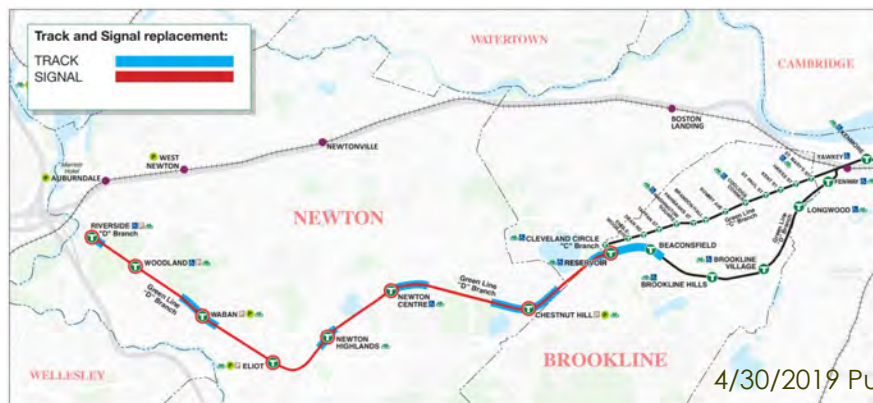 Track and Signal replacement:
TRACK
SIGNAL
WATERTOWN
CAMBRIDGE
BOSTON
LANDING
KENMORE
YAWKEY
NEWTONVILLE
WEST
NEWTON
AUBURNDALE
FENWAY
LONGWOOD
NEWTON
RIVERSIDE
"D" Branch
CLEVELAND CIRCLE
"C" Branch
Green Line
"C" Branch
BEACONSFIELD
Green Line
"D" Branch
WOODLAND
RESERVOIR
BROOKLINE
VILLAGE
BROOKLINE HILLS
Green Line
"D" Branch
NEWTON
CENTRE
Green Line
"D" Branch
WABAN
CHESTNUT HILL
NEWTON
HIGHLANDS
ELIOT
WELLESLEY
BROOKLINE
4/30/2019 Pu